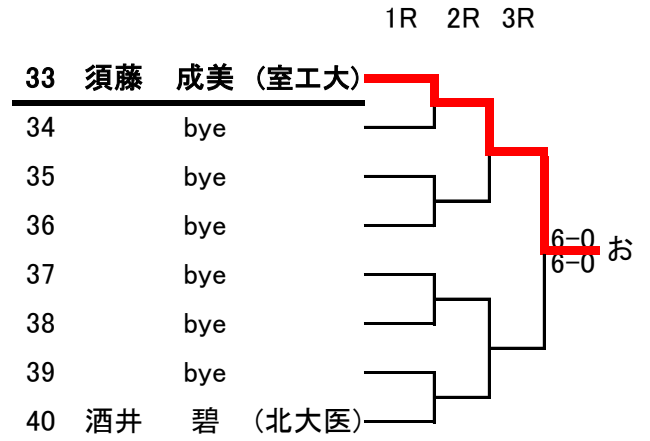 1R 2R 3R
33 須藤 成美 (室工大)
34 bye
35 bye
36 bye
6-0 お
37 bye 6-0
38 bye
39 bye
40 酒井 碧 (北大医)